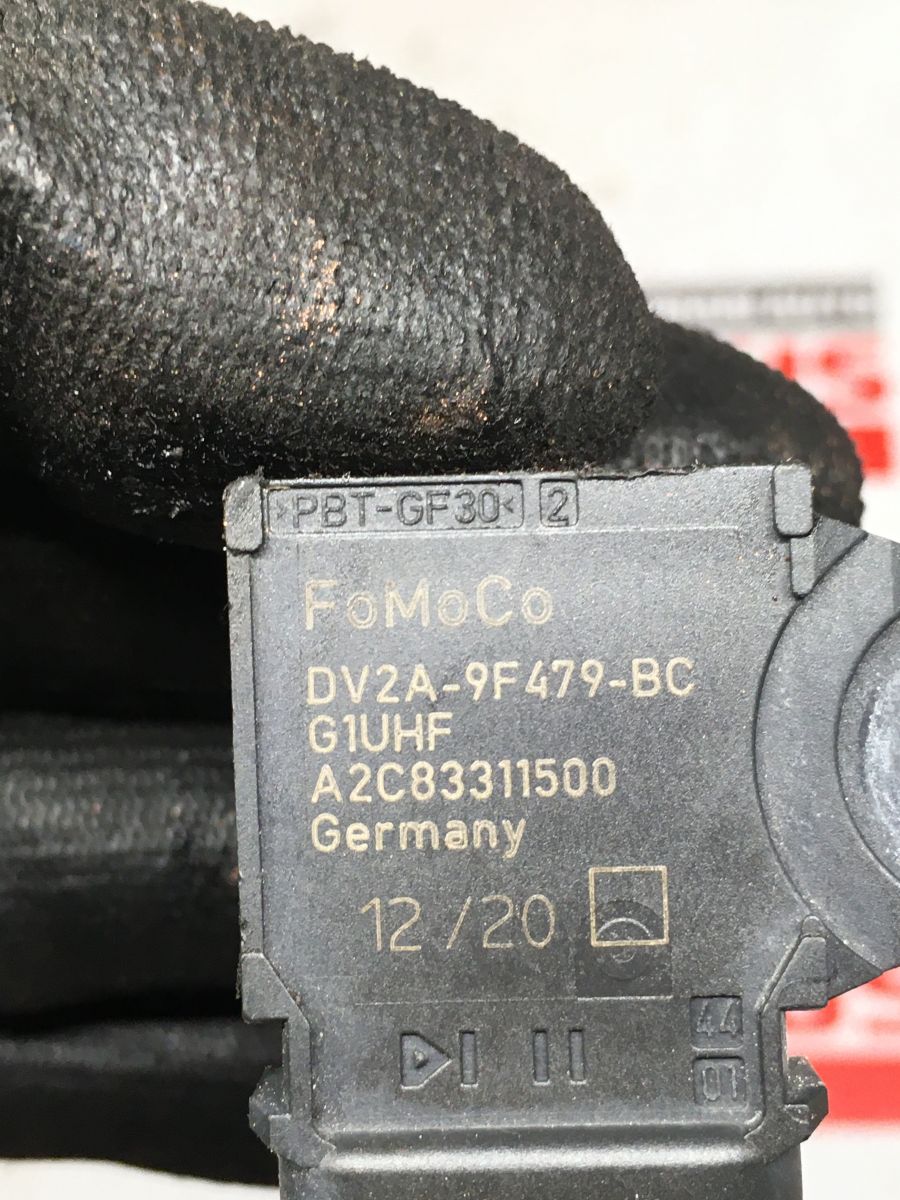 >PBT-GF30< 2
FoMoCo
DV2A-9F479-BC
G1UHF
A2C83311500
Germany
12/20
44
01